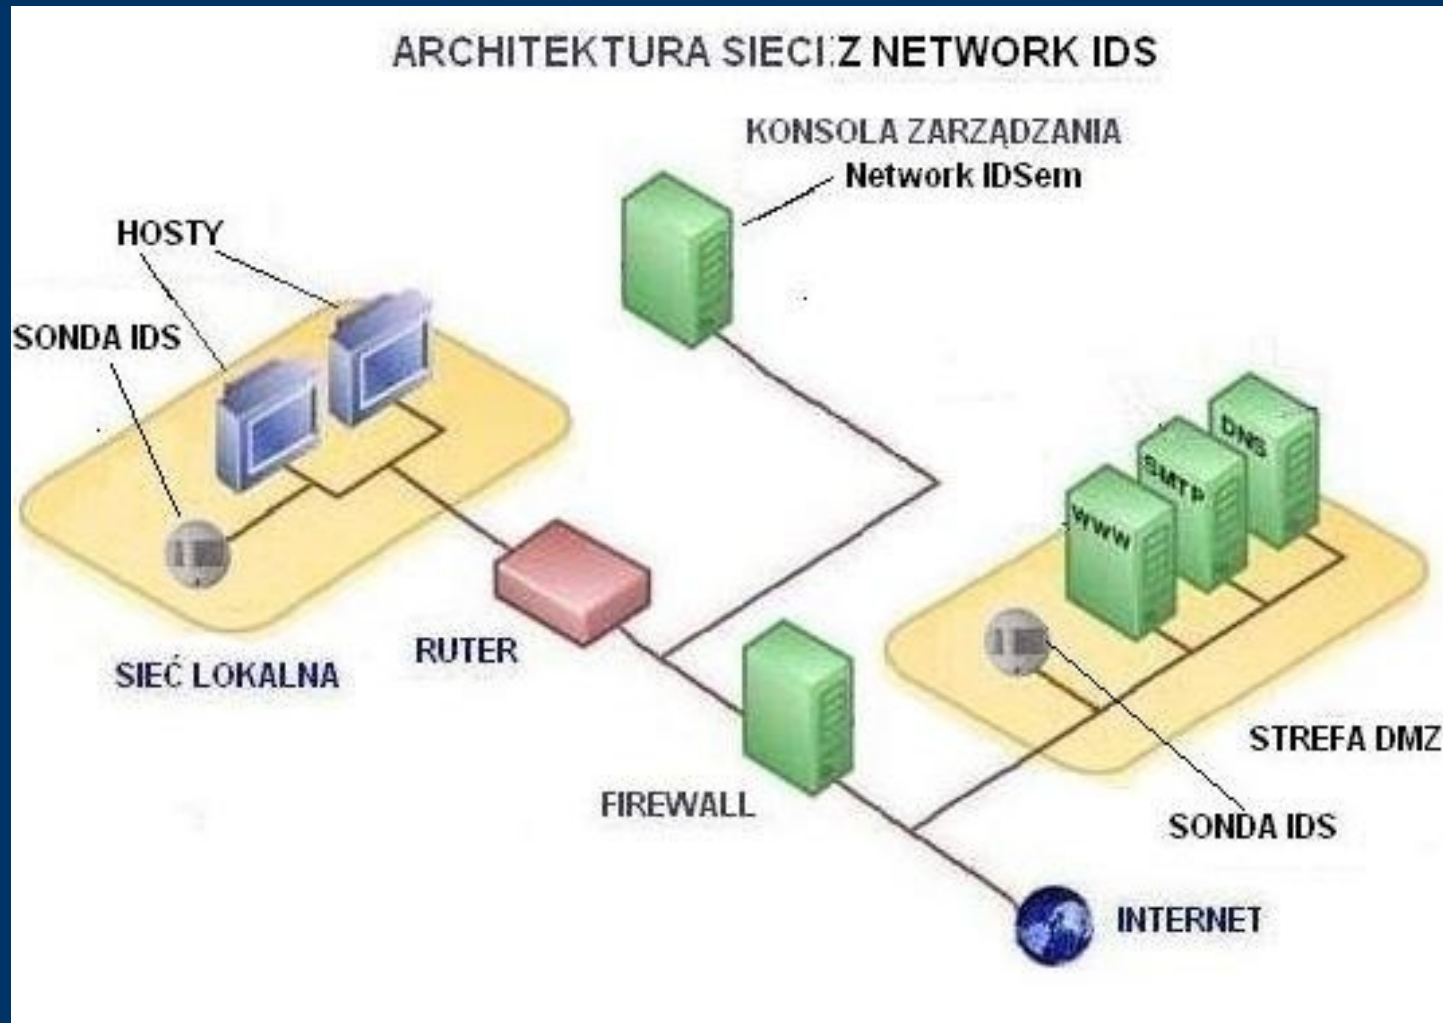 ARCHITEKTURA SIECI Z NETWORK IDS
KONSOLA ZARZĄDZANIA
Network IDSem
HOSTY
SONDA IDS
DNS
SMTP
WWW
RUTER
SIEĆ LOKALNA
STREFA DMZ
FIREWALL
SONDA IDS
INTERNET